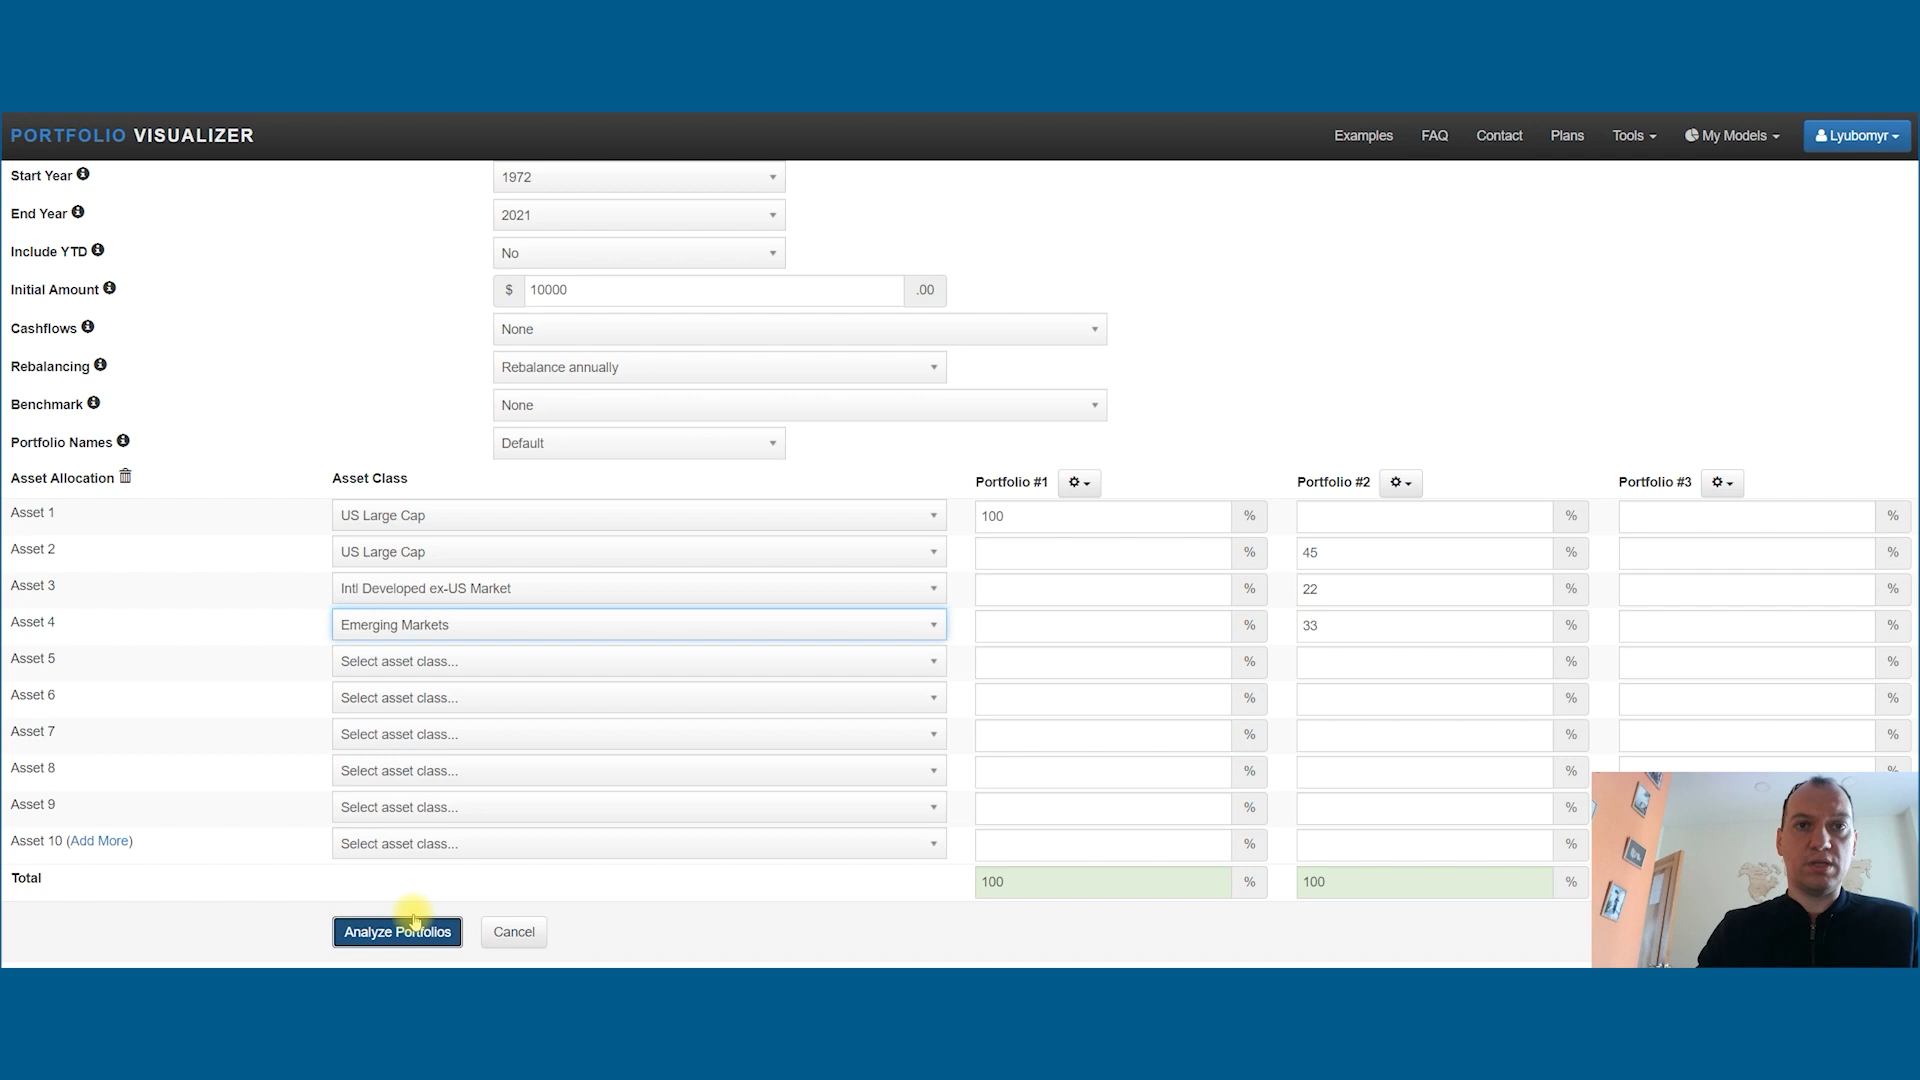 PORTFOLIO VISUALIZER Examples FAQ Contact Plans Tools My Models Lyubomyr
Start Year 1972
End Year 2021
Include YTD No
Initial Amount $ 10000 .00
Cashflows None
Rebalancing Rebalance annually
Benchmark None
Portfolio Names Default
Asset Allocation Asset Class Portfolio #1 Portfolio #2 Portfolio #3
Asset 1 US Large Cap 100 % % %
Asset 2 US Large Cap % 45 % %
Asset 3 Intl Developed ex-US Market % 22 % %
Asset 4 Emerging Markets % 33 % %
Asset 5 Select asset class... % % %
Asset 6 Select asset class... % % %
Asset 7 Select asset class... % % %
Asset 8 Select asset class... % % %
Asset 9 Select asset class... % %
Asset 10 (Add More) Select asset class... % %
Total 100 % 100 %
Analyze Portfolios Cancel